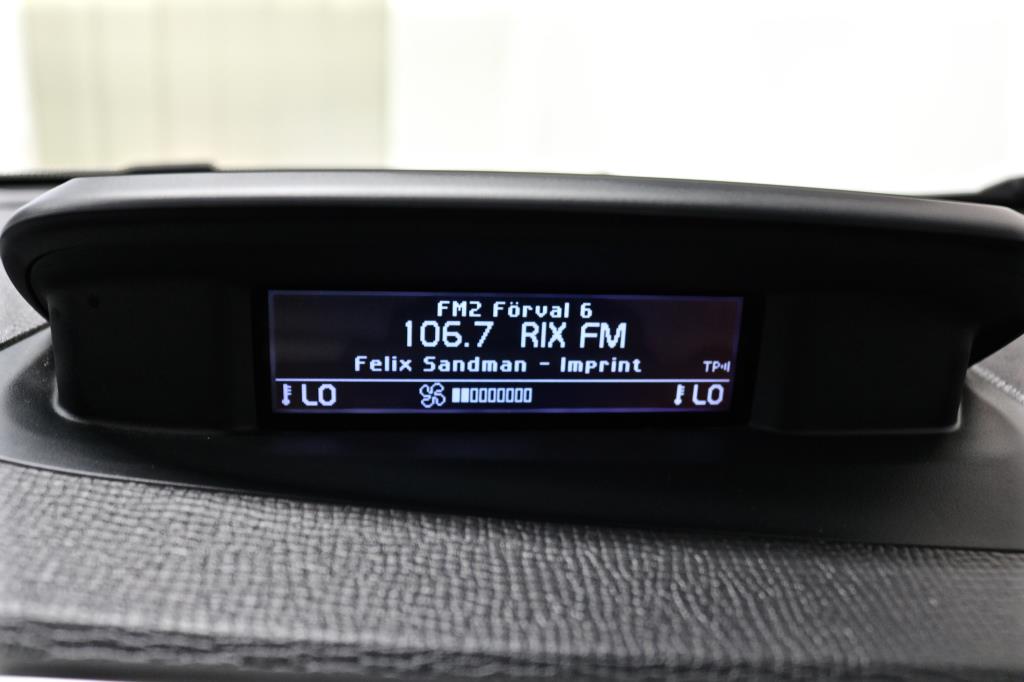 FM2 Förval 6
106.7 RIX FM
Felix Sandman - Imprint
TP
LO LO